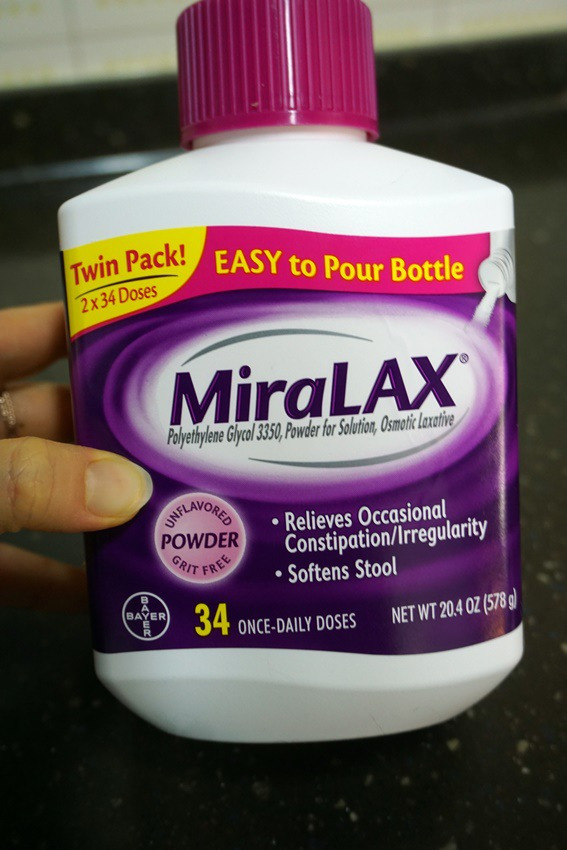 Twin Pack!
2 x 34 Doses
EASY to Pour Bottle
MiraLAX®
Polyethylene Glycol 3350, Powder for Solution, Osmotic Laxative
UNFLAVORED
POWDER
GRIT FREE
• Relieves Occasional
Constipation/Irregularity
• Softens Stool
BAYER
BAYER
34 ONCE-DAILY DOSES
NET WT 20.4 OZ (578 g)